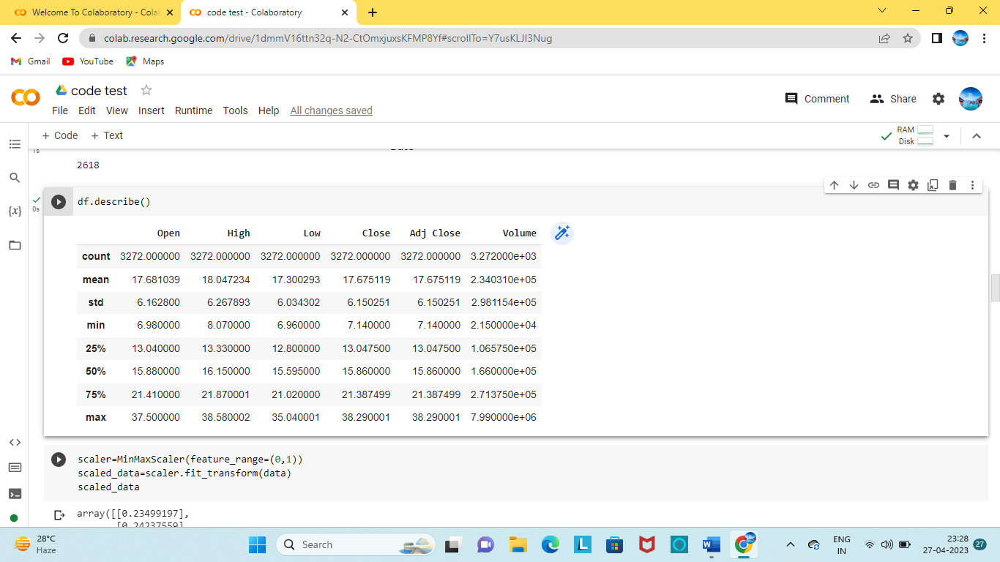 Welcome To Colaboratory - Cola
code test - Colaboratory
colab.research.google.com/drive/1dmmV16ttn32q-N2-CtOmxjuxsKFMP8Yf#scrollTo=Y7usKLJI3Nug
Gmail YouTube Maps
code test
File Edit View Insert Runtime Tools Help All changes saved
Comment Share
+ Code + Text
RAM
Disk
1s
2618
df.describe()
0s
{x}
Open High Low Close Adj Close Volume
count 3272.000000 3272.000000 3272.000000 3272.000000 3272.000000 3.272000e+03
mean 17.681039 18.047234 17.300293 17.675119 17.675119 2.340310e+05
std 6.162800 6.267893 6.034302 6.150251 6.150251 2.981154e+05
min 6.980000 8.070000 6.960000 7.140000 7.140000 2.150000e+04
25% 13.040000 13.330000 12.800000 13.047500 13.047500 1.065750e+05
50% 15.880000 16.150000 15.595000 15.860000 15.860000 1.660000e+05
75% 21.410000 21.870001 21.020000 21.387499 21.387499 2.713750e+05
max 37.500000 38.580002 35.040001 38.290001 38.290001 7.990000e+06
scaler=MinMaxScaler(feature_range=(0,1))
scaled_data=scaler.fit_transform(data)
scaled_data
array([[0.23499197],
[0.24237559]
28°C
Haze
Search
ENG
IN
23:28
27-04-2023
27